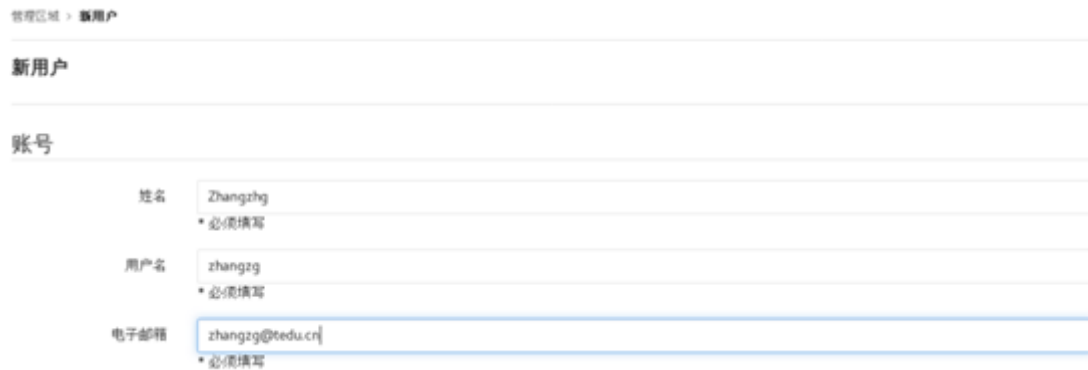 管理区域 > 新用户
新用户
账号
姓名 Zhangzhg
* 必须填写
用户名 zhangzg
* 必须填写
电子邮箱 zhangzg@tedu.cn
* 必须填写